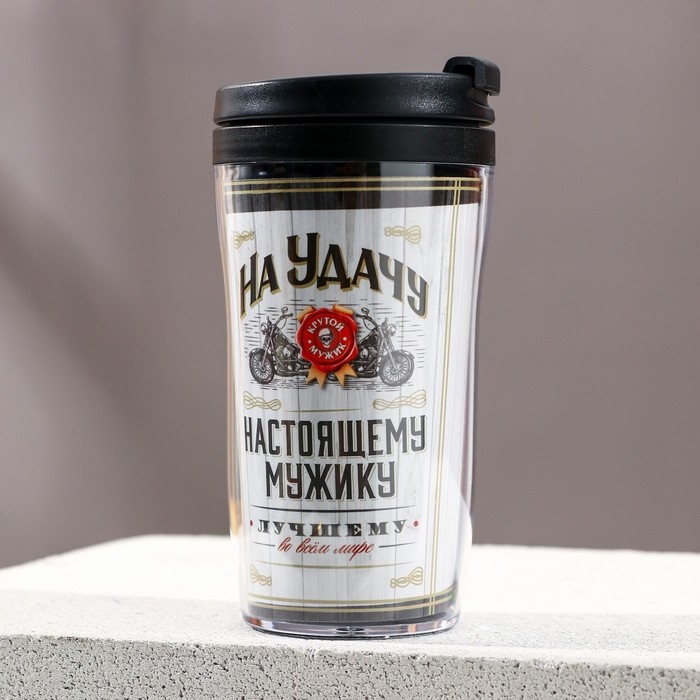 На Удачу
КРУТОЙ
МУЖИК
НАСТОЯЩЕМУ
МУЖИКУ
ЛУЧШЕМУ
во всём мире